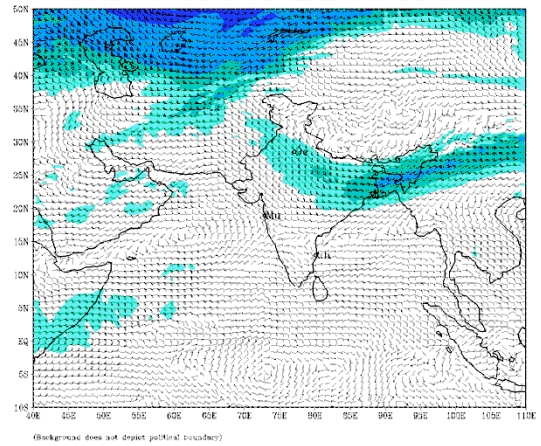 50N
45N
40N
35N
30N
25N
20N
15N
10N
5N
0N
5S
10S
40E 45E 50E 55E 60E 65E 70E 75E 80E 85E 90E 95E 100E 105E 110E
(Background does not depict political boundary)